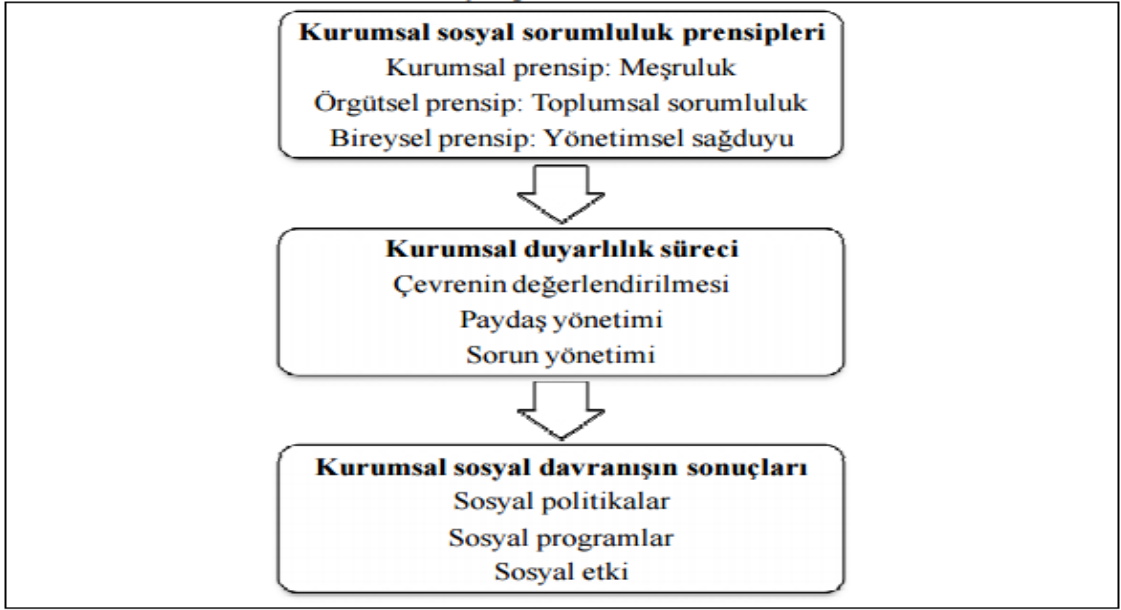 Kurumsal sosyal sorumluluk prensipleri
Kurumsal prensip: Meşruluk
Örgütsel prensip: Toplumsal sorumluluk
Bireysel prensip: Yönetimsel sağduyu
Kurumsal duyarlılık süreci
Çevrenin değerlendirilmesi
Paydaş yönetimi
Sorun yönetimi
Kurumsal sosyal davranışın sonuçları
Sosyal politikalar
Sosyal programlar
Sosyal etki